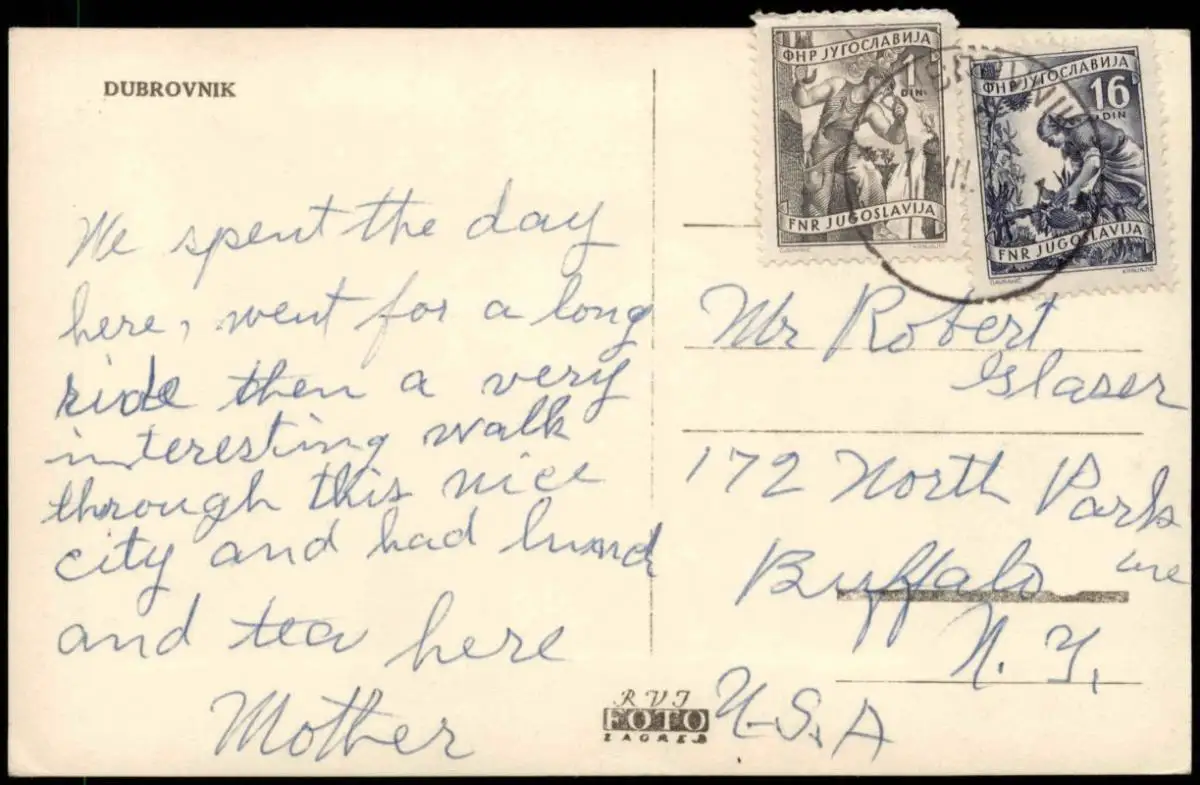 DUBROVNIK
We spent the day
here, went for a long
ride then a very
interesting walk
through this nice
city and had lunch
and tea here
Mother
ФНР ЈУГОСЛАВИЈА
1
DIN
FNR JUGOSLAVIJA
ФНР ЈУГОСЛАВИЈА
16
DIN
FNR JUGOSLAVIJA
Mr Robert
Glaser
172 North Park
Ave
Buffalo
N. Y.
U.S.A
RVI
FOTO
ZAGREB